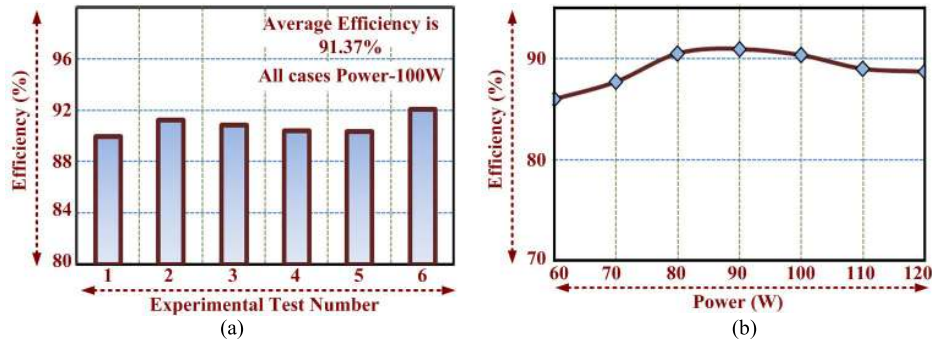 Average Efficiency is
91.37%
All cases Power-100W
Efficiency (%)
96
92
88
84
80
1 2 3 4 5 6
Experimental Test Number
(a)
Efficiency (%)
90
80
70
60 70 80 90 100 110 120
Power (W)
(b)